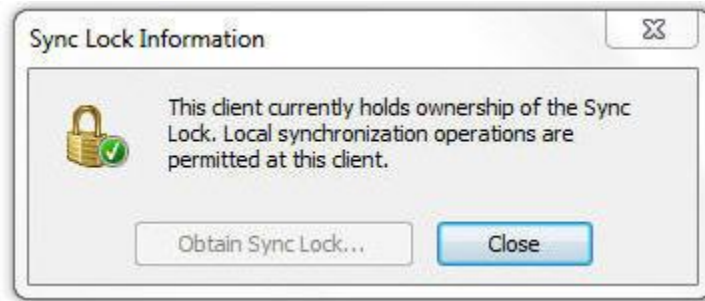 Sync Lock Information
This client currently holds ownership of the Sync
Lock. Local synchronization operations are
permitted at this client.
Obtain Sync Lock...
Close